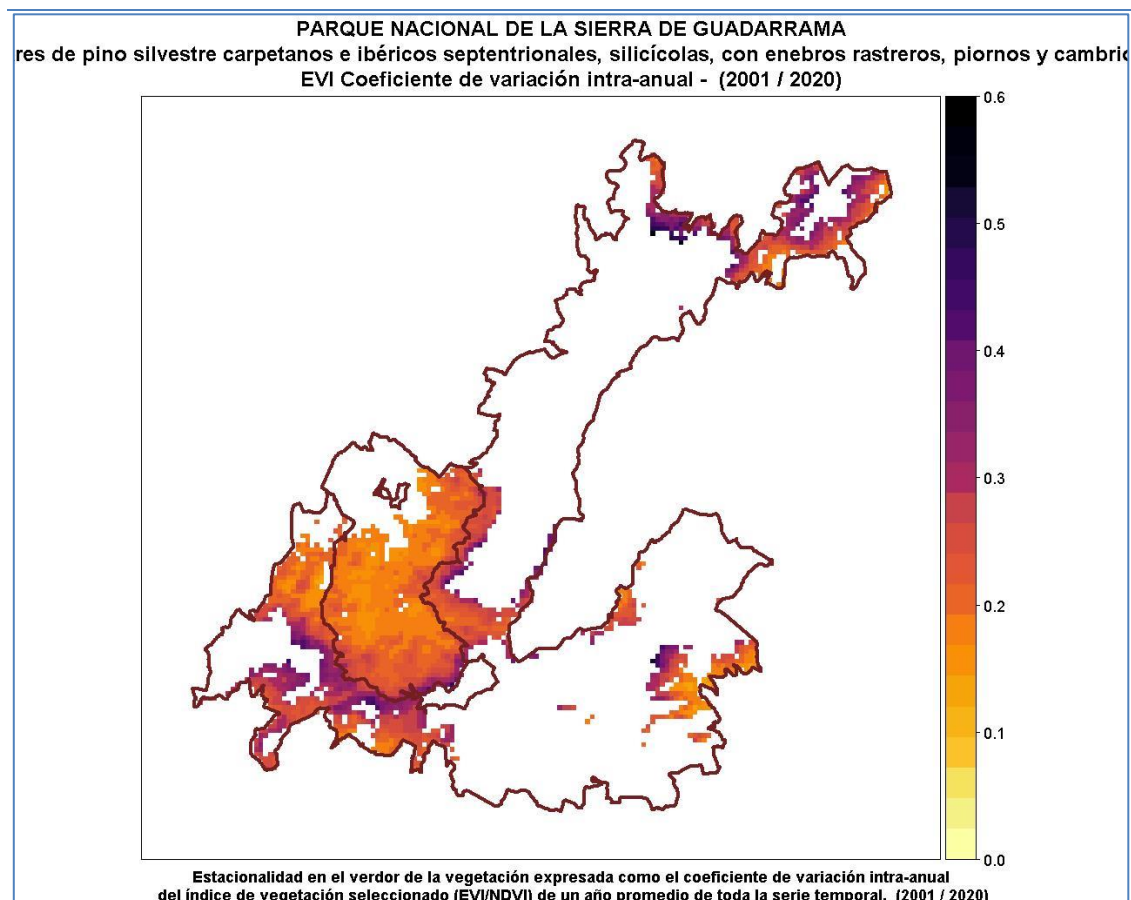 PARQUE NACIONAL DE LA SIERRA DE GUADARRAMA
res de pino silvestre carpetanos e ibéricos septentrionales, silicícolas, con enebros rastreros, piornos y cambri
EVI Coeficiente de variación intra-anual - (2001 / 2020)
0.6
0.5
0.4
0.3
0.2
0.1
0.0
Estacionalidad en el verdor de la vegetación expresada como el coeficiente de variación intra-anual
del índice de vegetación seleccionado (EVI/NDVI) de un año promedio de toda la serie temporal. (2001 / 2020)